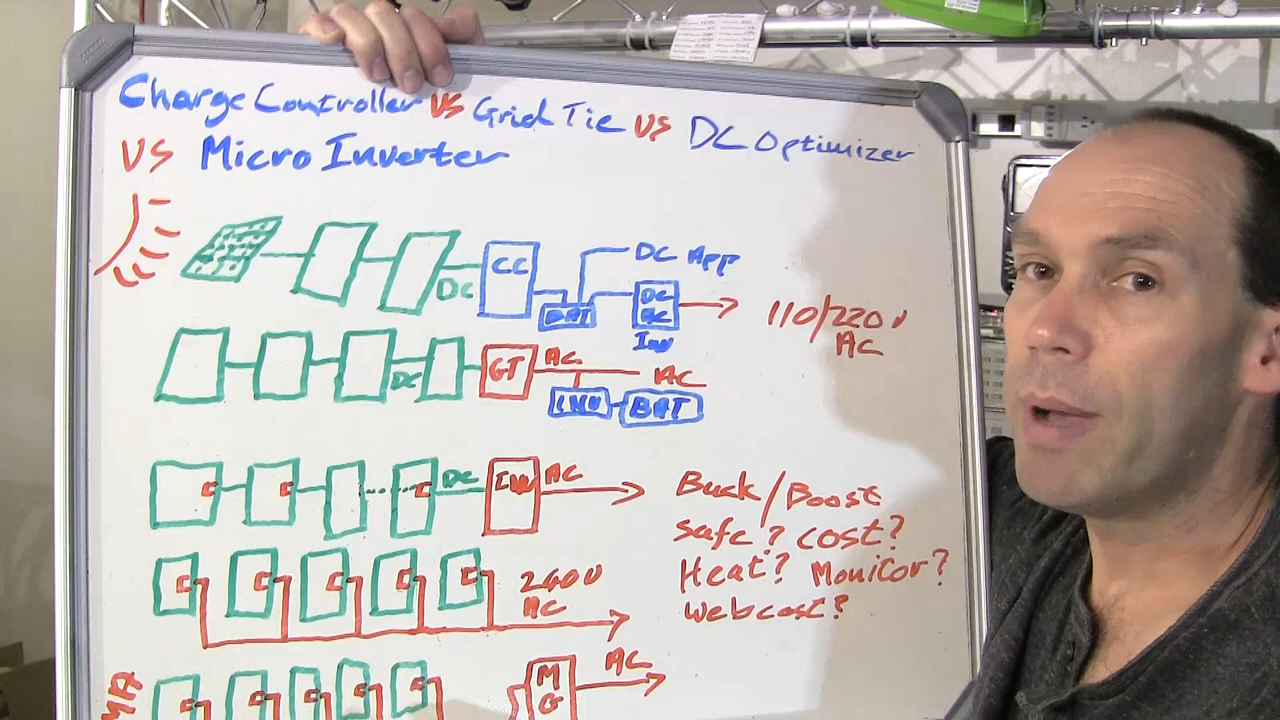 Charge Controller VS Grid Tie VS DC Optimizer
VS Micro Inverter
DC
CC
BAT
DC App
DC
AC
Inv
110/220V
AC
DC
GT
AC
AC
INV
BAT
DC
Inv
AC
Buck/Boost
safe? cost?
Heat? Monitor?
webcost?
240V
AC
M
G
AC